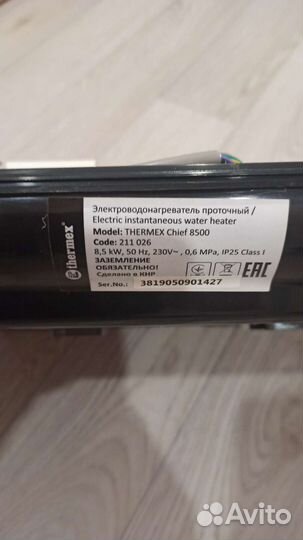 thermex®
Электроводонагреватель проточный /
Electric instantaneous water heater
Model: THERMEX Chief 8500
Code: 211 026
8,5 kW, 50 Hz, 230V~ , 0,6 MPa, IP25 Class I
ЗАЗЕМЛЕНИЕ
ОБЯЗАТЕЛЬНО!
Сделано в КНР
EAC
Ser.No.: 3819050901427
Avito